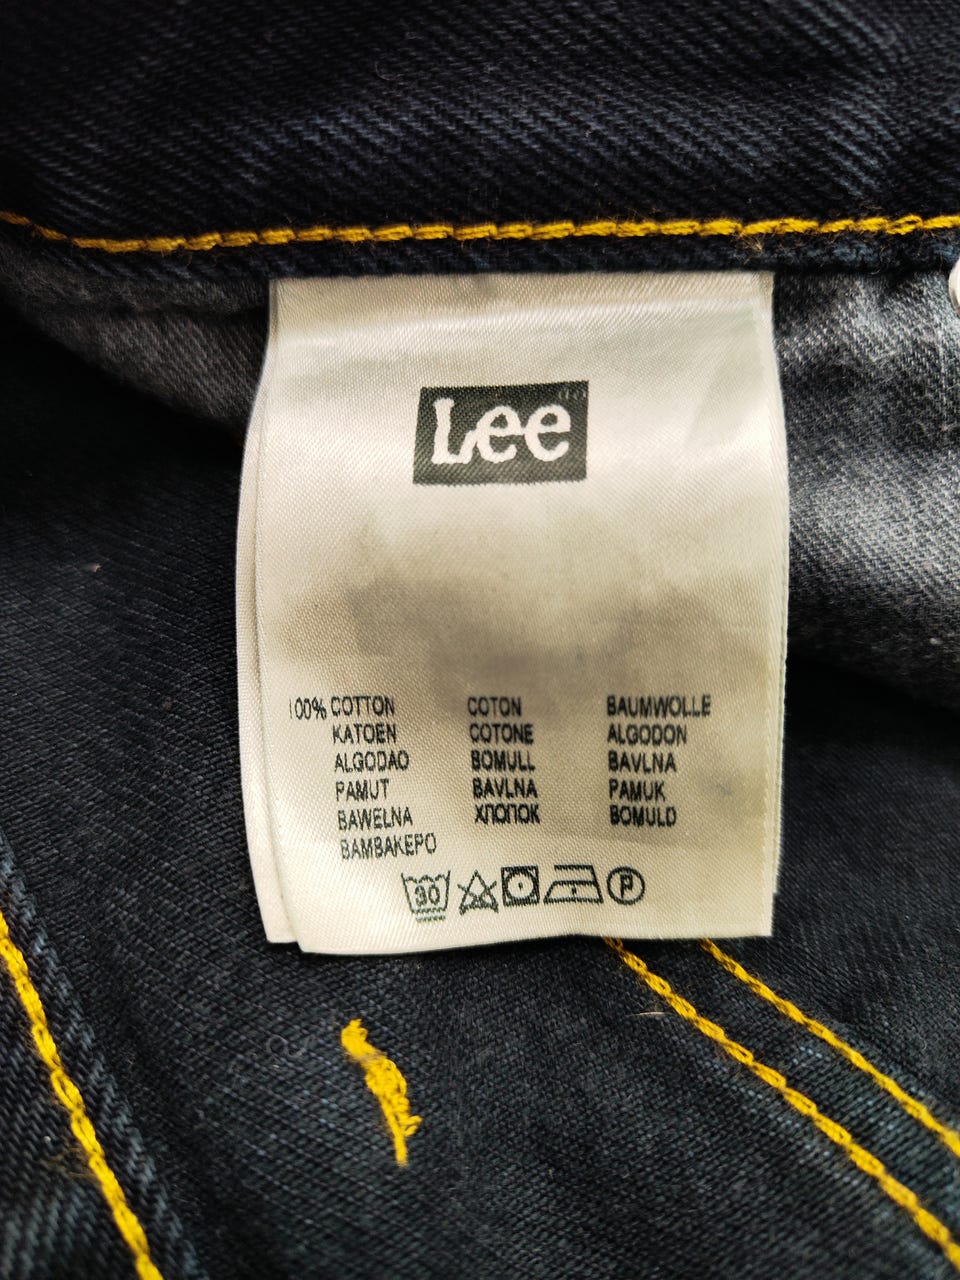 Lee
100% COTTON COTON BAUMWOLLE
KATOEN COTONE ALGODON
ALGODAO BOMULL BAVLNA
PAMUT BAVLNA PAMUK
BAWELNA ХЛОПОК BOMULD
BAMBAKEPO
30 P